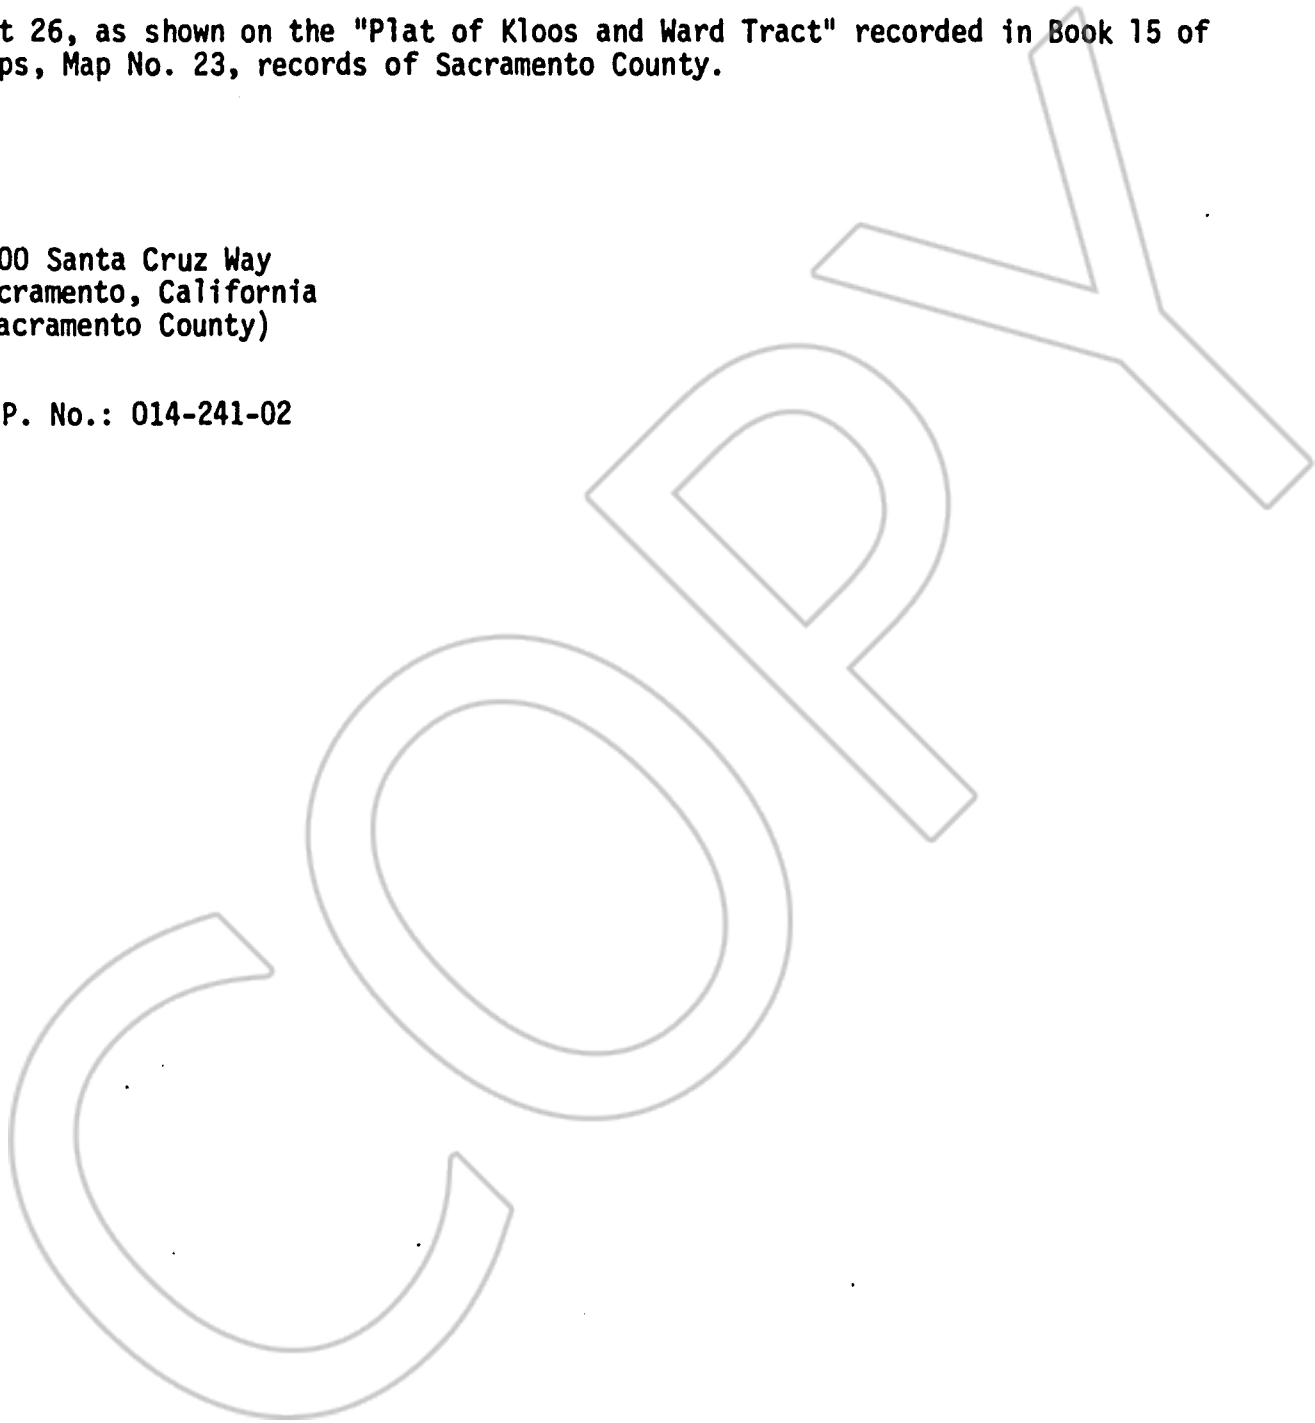 t 26, as shown on the "Plat of Kloos and Ward Tract" recorded in Book 15 of
ps, Map No. 23, records of Sacramento County.
00 Santa Cruz Way
cramento, California
acramento County)
P. No.: 014-241-02
COPY